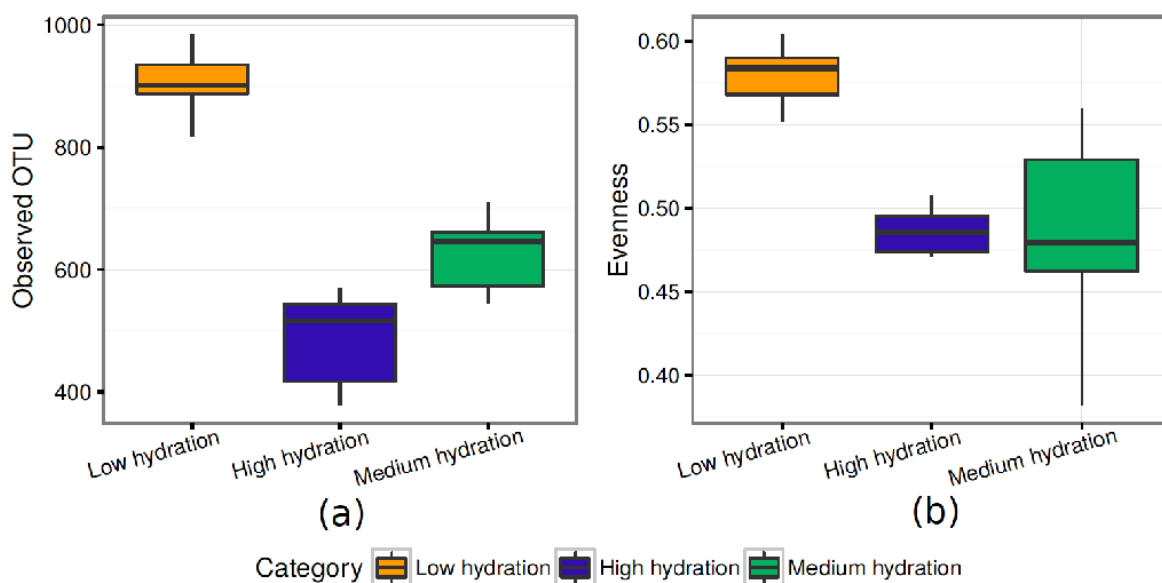 1000
800
600
400
Observed OTU
Low hydration
High hydration
Medium hydration
(a)
0.60
0.55
0.50
0.45
0.40
Evenness
Low hydration
High hydration
Medium hydration
(b)
Category Low hydration High hydration Medium hydration